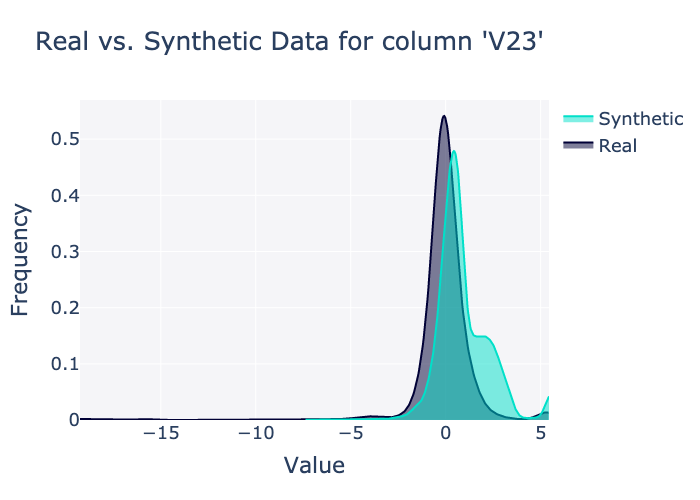 Real vs. Synthetic Data for column 'V23'
Synthetic
Real
Frequency
0.5
0.4
0.3
0.2
0.1
0
−15
−10
−5
0
5
Value